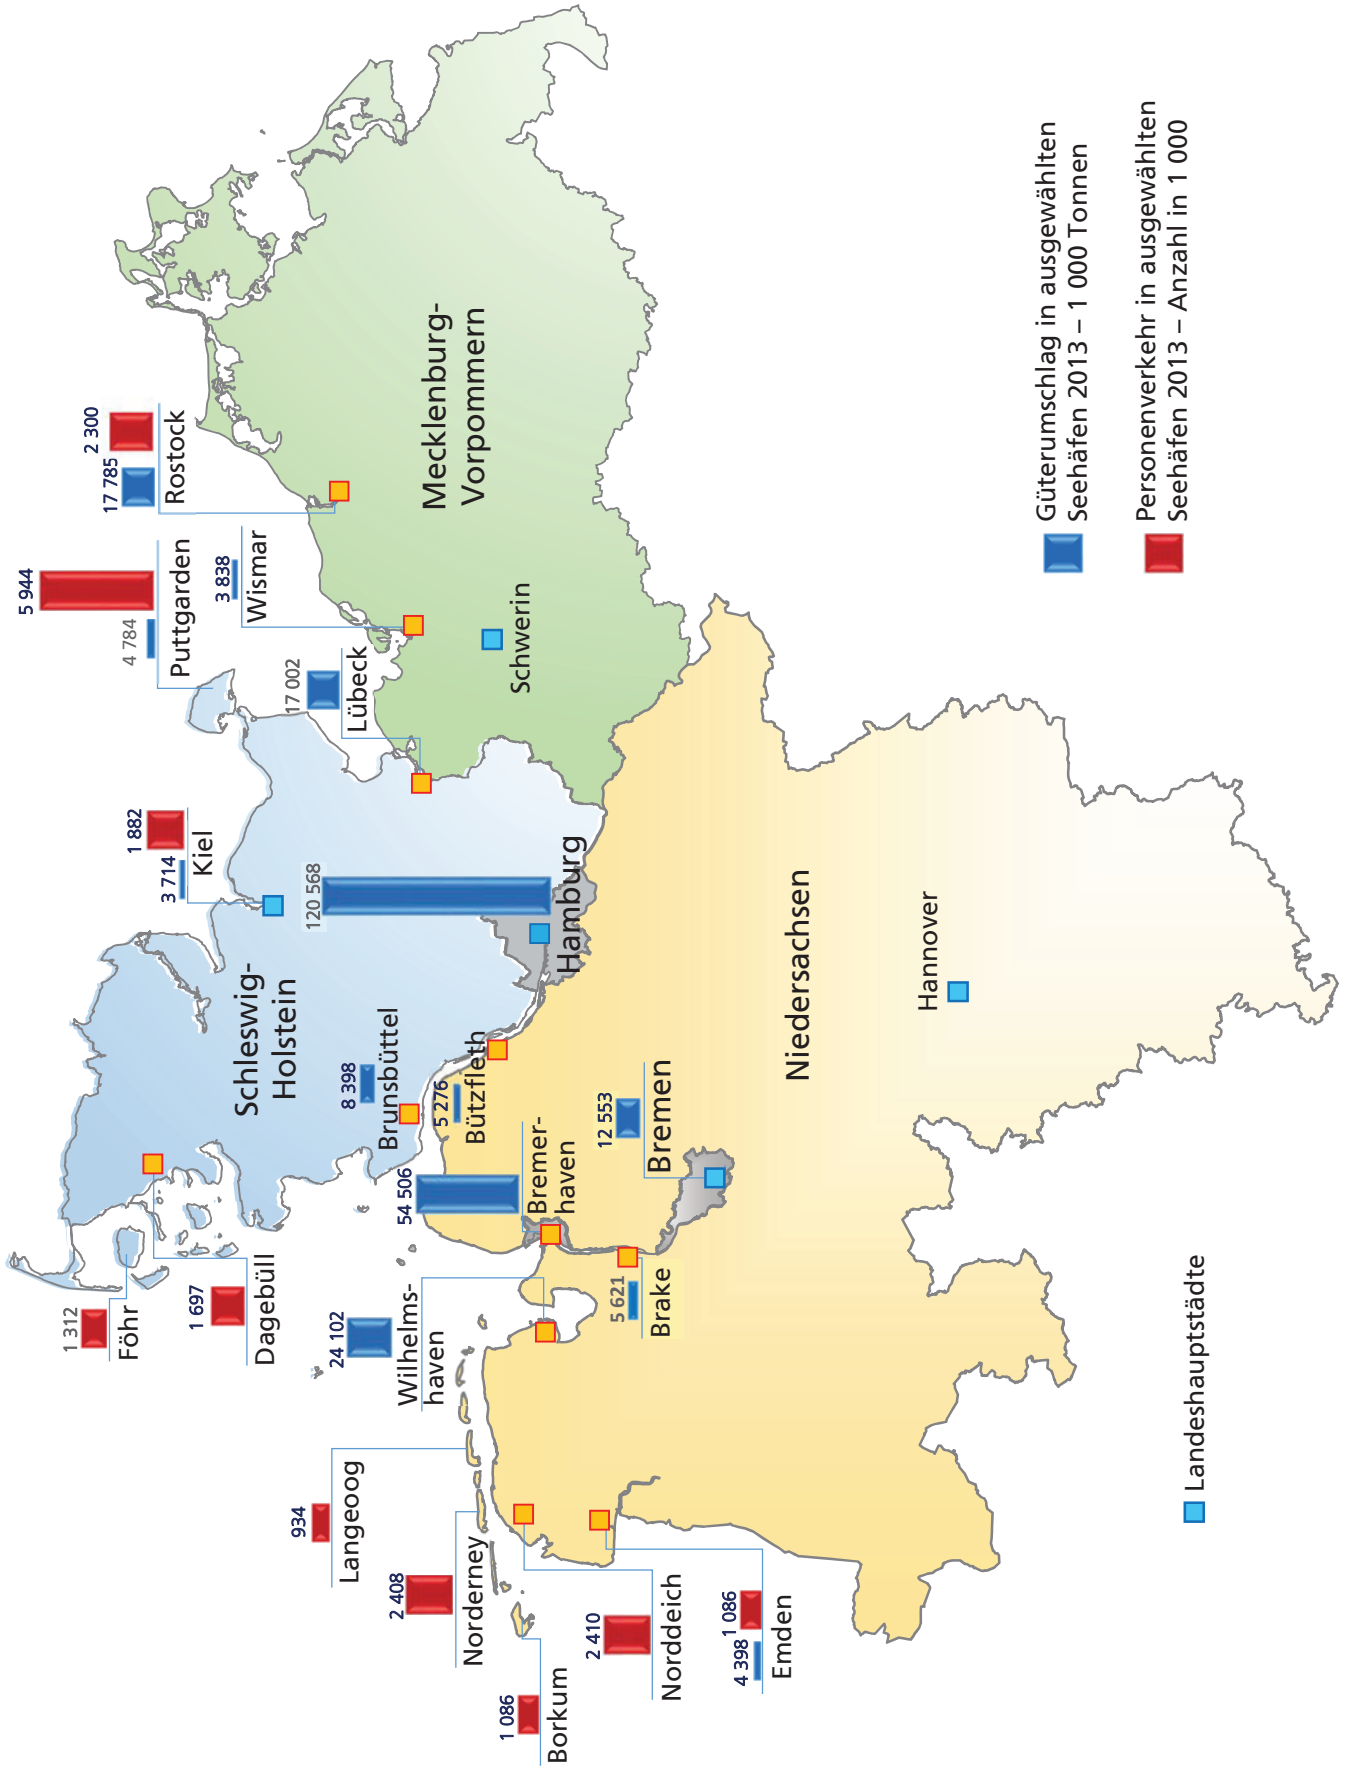 1 312
Föhr
1 697
Dagebüll
Schleswig-
Holstein
3 714
1 882
Kiel
4 784
5 944
Puttgarden
17 785
2 300
Rostock
3 838
Wismar
17 002
Lübeck
Schwerin
Mecklenburg-
Vorpommern
120 568
Hamburg
8 398
Brunsbüttel
5 276
Bützfleth
54 506
Bremer-
haven
24 102
Wilhelms-
haven
934
Langeoog
2 408
Norderney
1 086
Borkum
2 410
Norddeich
4 398
1 086
Emden
5 621
Brake
12 553
Bremen
Niedersachsen
Hannover
Landeshauptstädte
Güterumschlag in ausgewählten
Seehäfen 2013 – 1 000 Tonnen
Personenverkehr in ausgewählten
Seehäfen 2013 – Anzahl in 1 000